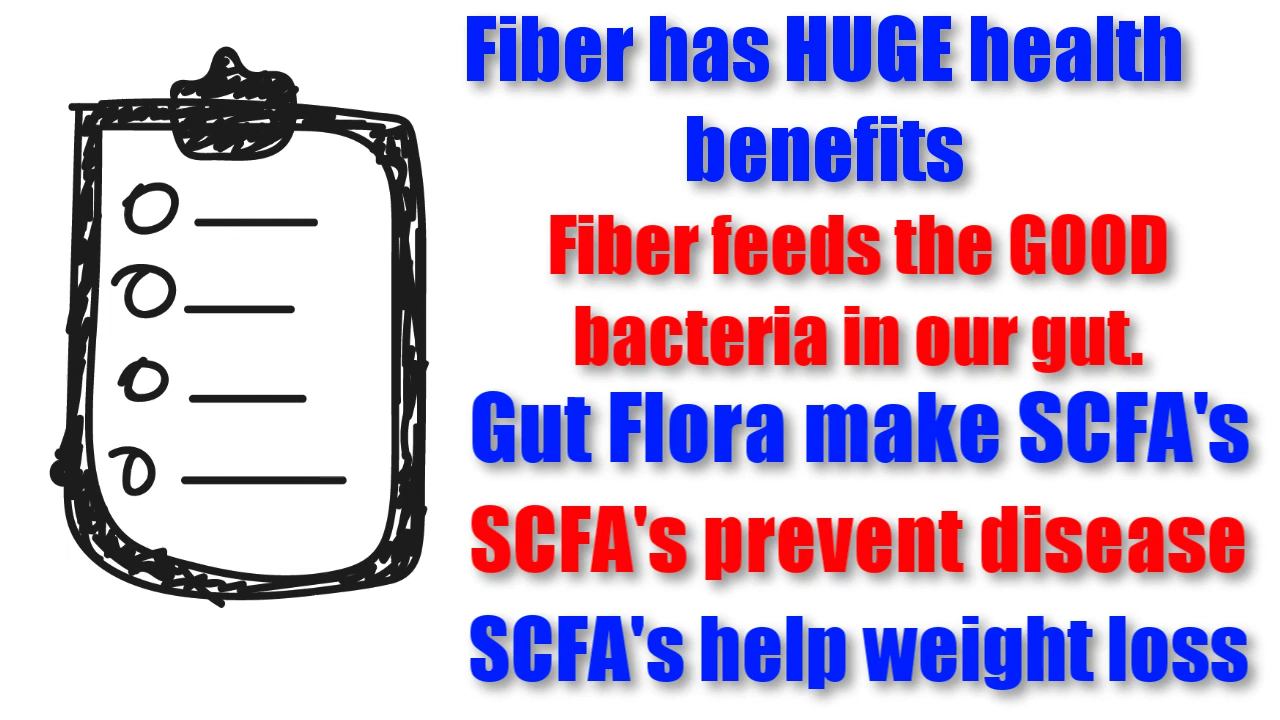 Fiber has HUGE health
benefits
Fiber feeds the GOOD
bacteria in our gut.
Gut Flora make SCFA's
SCFA's prevent disease
SCFA's help weight loss